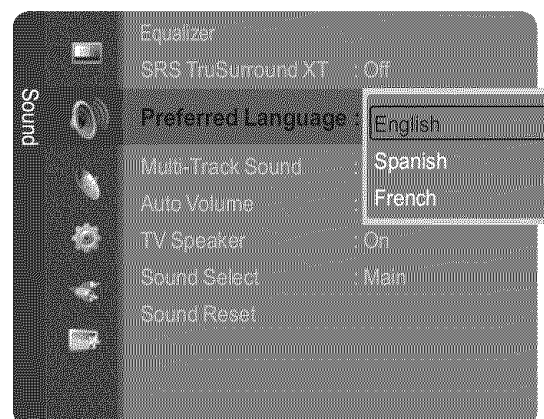 Sound
Equalizer
SRS TruSurround XT : Off
Preferred Language :
English
Spanish
French
Multi-Track Sound :
Auto Volume :
TV Speaker : On
Sound Select : Main
Sound Reset